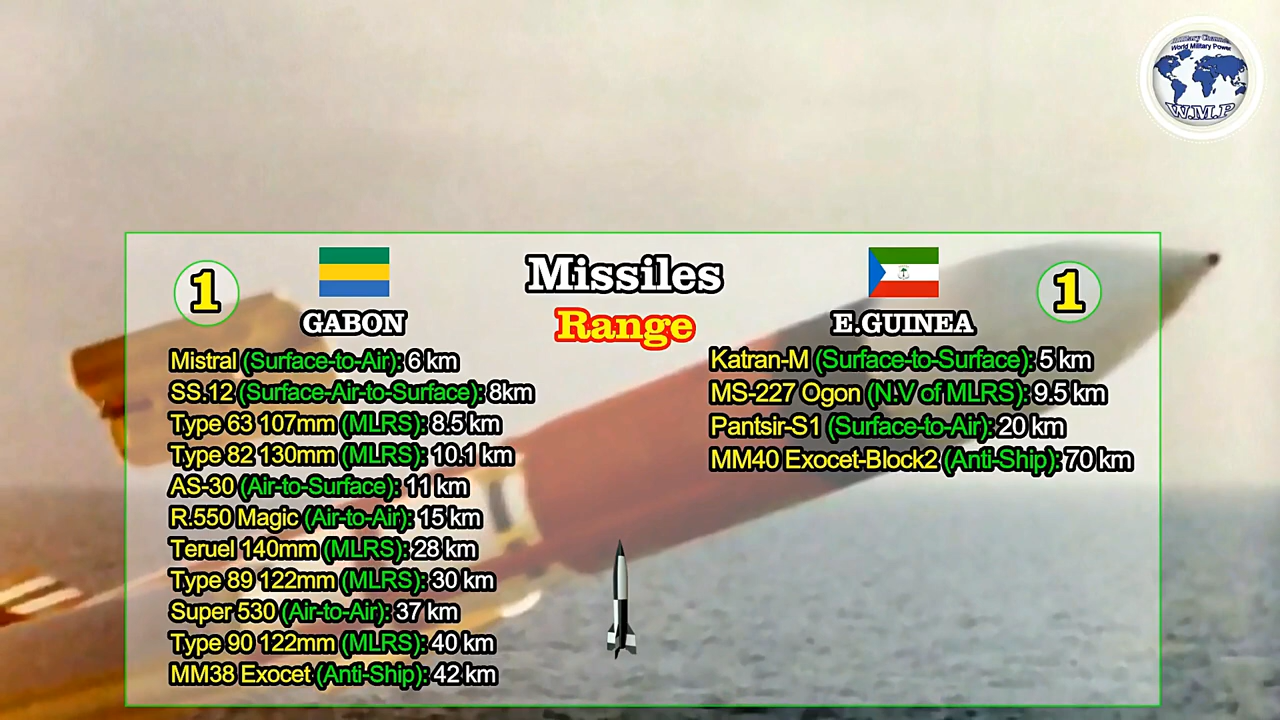 Military Channel
World Military Power
W.M.P
1
Missiles
Range
1
GABON
E.GUINEA
Mistral (Surface-to-Air): 6 km
SS.12 (Surface-Air-to-Surface): 8km
Type 63 107mm (MLRS): 8.5 km
Type 82 130mm (MLRS): 10.1 km
AS-30 (Air-to-Surface): 11 km
R.550 Magic (Air-to-Air): 15 km
Teruel 140mm (MLRS): 28 km
Type 89 122mm (MLRS): 30 km
Super 530 (Air-to-Air): 37 km
Type 90 122mm (MLRS): 40 km
MM38 Exocet (Anti-Ship): 42 km
Katran-M (Surface-to-Surface): 5 km
MS-227 Ogon (N.V of MLRS): 9.5 km
Pantsir-S1 (Surface-to-Air): 20 km
MM40 Exocet-Block2 (Anti-Ship): 70 km